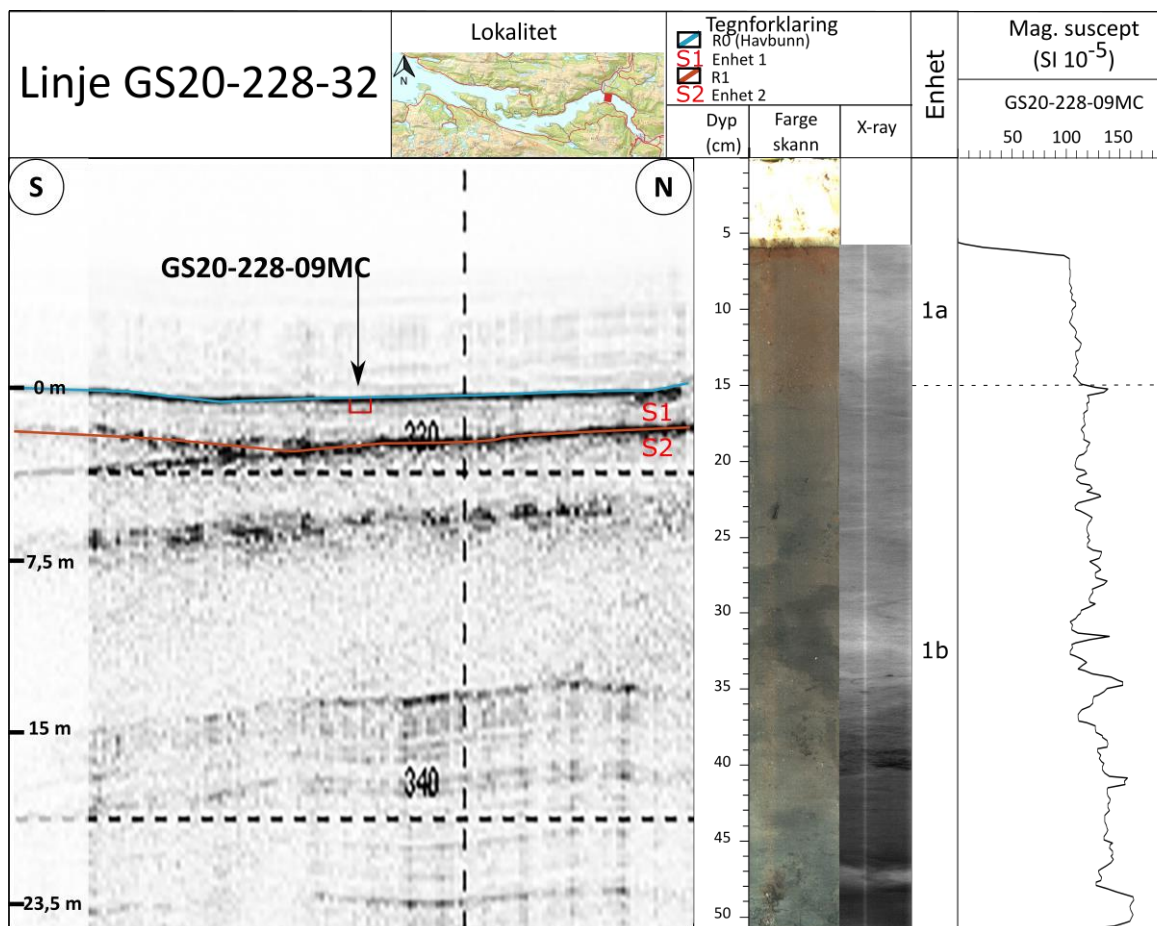 Linje GS20-228-32
Lokalitet
N
Tegnforklaring
R0 (Havbunn)
S1 Enhet 1
R1
S2 Enhet 2
Dyp
(cm)
Farge
skann
X-ray
Enhet
Mag. suscept
(SI 10-5)
GS20-228-09MC
50 100 150
S
N
GS20-228-09MC
0 m
7,5 m
15 m
23,5 m
S1
S2
330
340
5
10
15
20
25
30
35
40
45
50
1a
1b